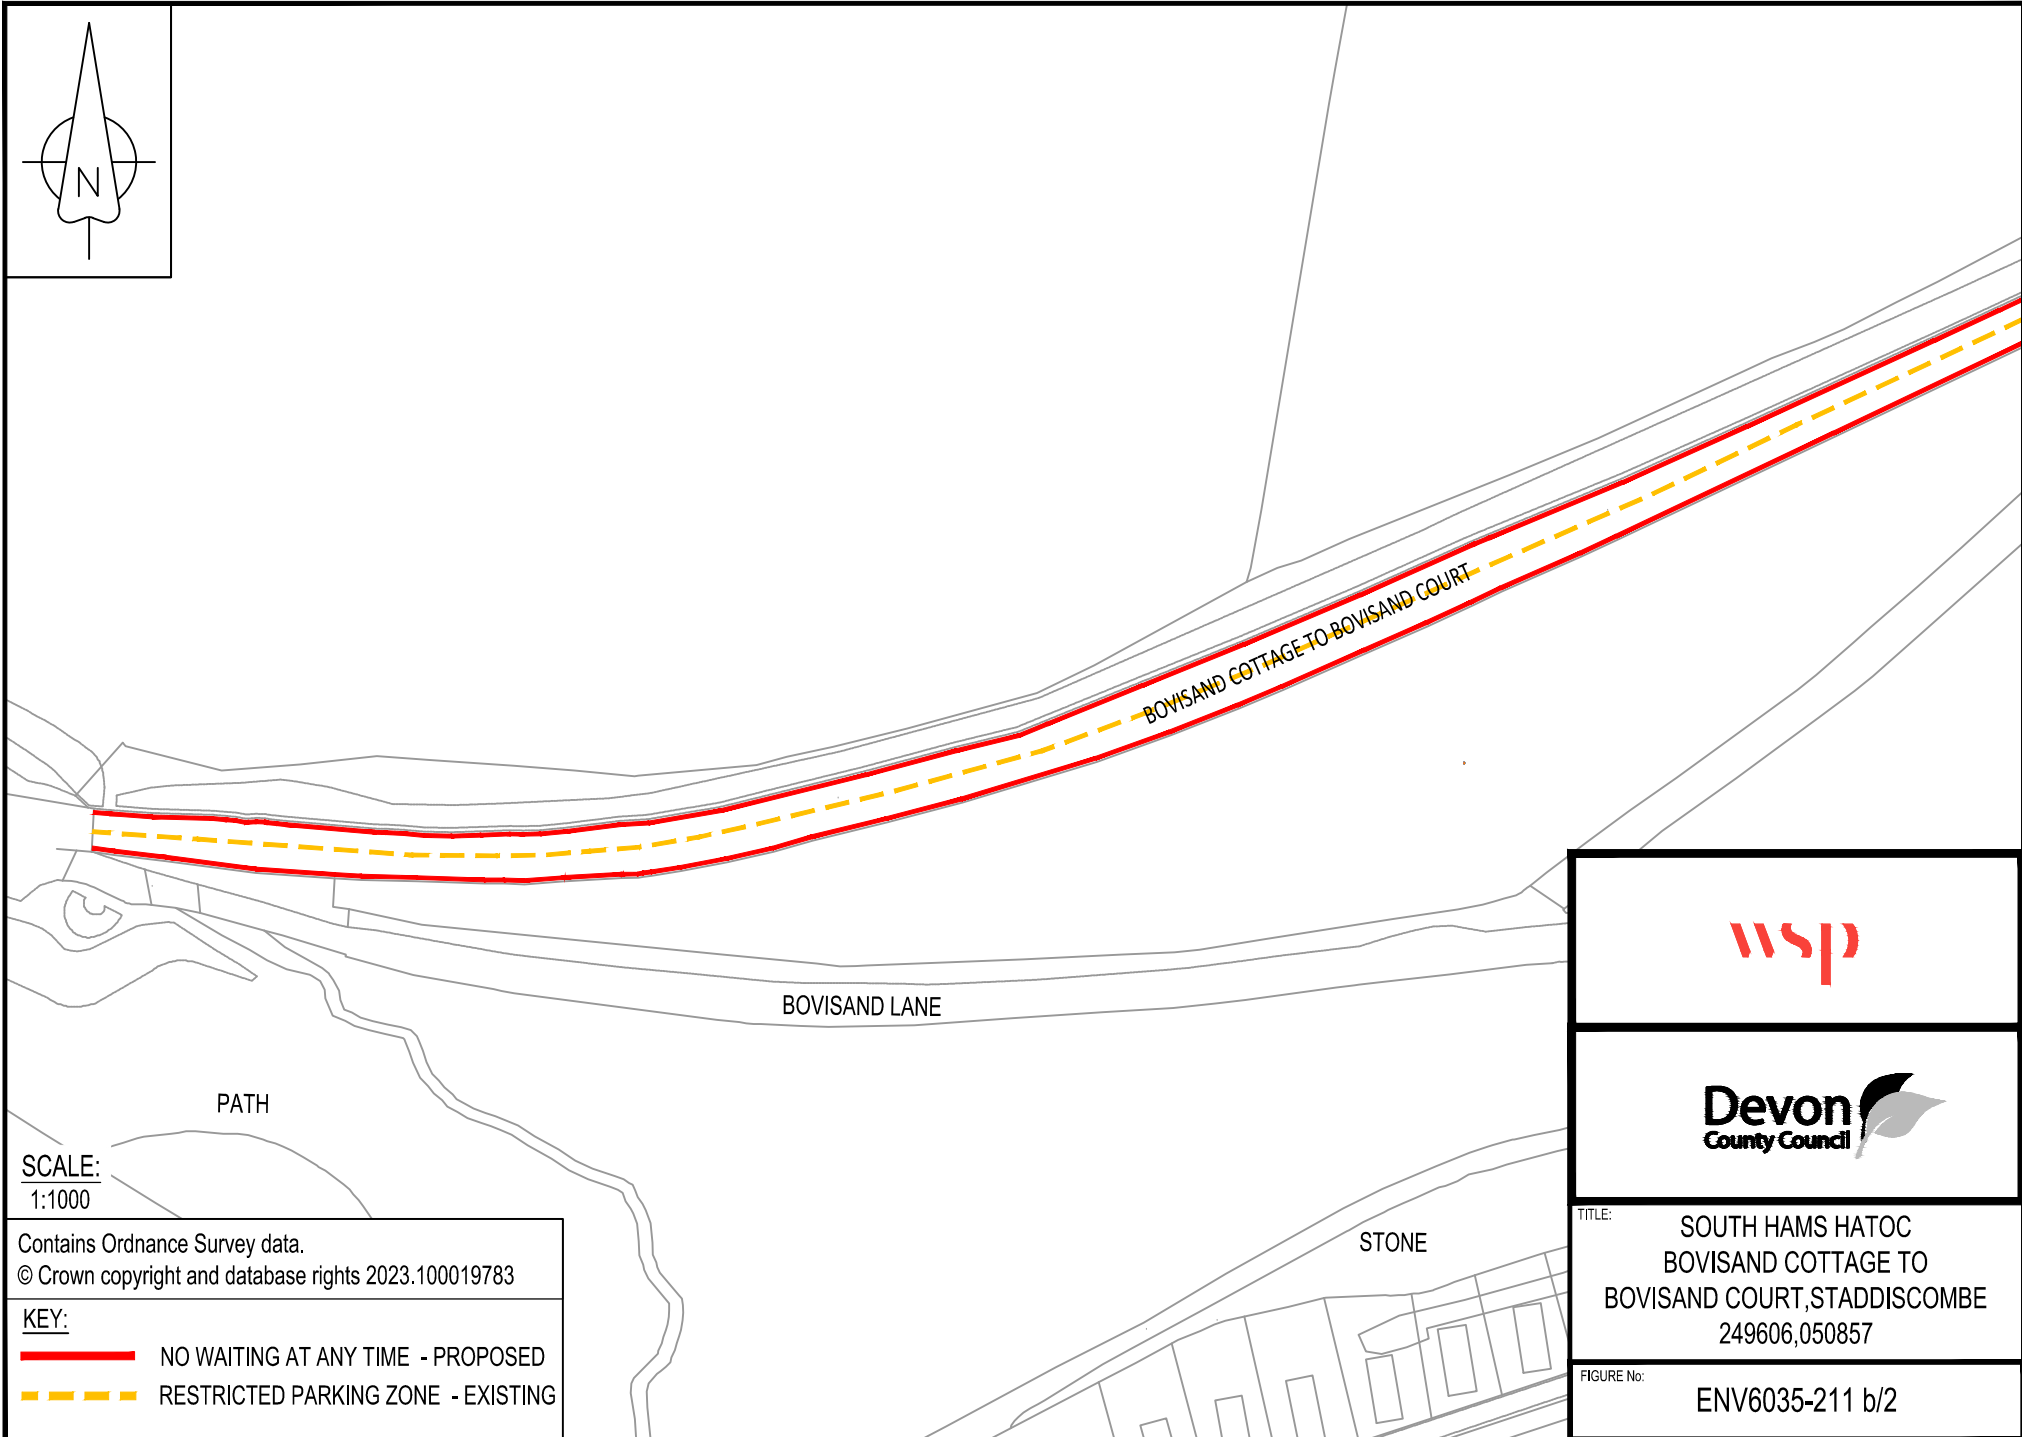 N
BOVISAND COTTAGE TO BOVISAND COURT
BOVISAND LANE
PATH
STONE
SCALE:
1:1000
Contains Ordnance Survey data.
© Crown copyright and database rights 2023.100019783
KEY:
NO WAITING AT ANY TIME - PROPOSED
RESTRICTED PARKING ZONE - EXISTING
wsp
Devon
County Council
TITLE:
SOUTH HAMS HATOC
BOVISAND COTTAGE TO
BOVISAND COURT,STADDISCOMBE
249606,050857
FIGURE No:
ENV6035-211 b/2